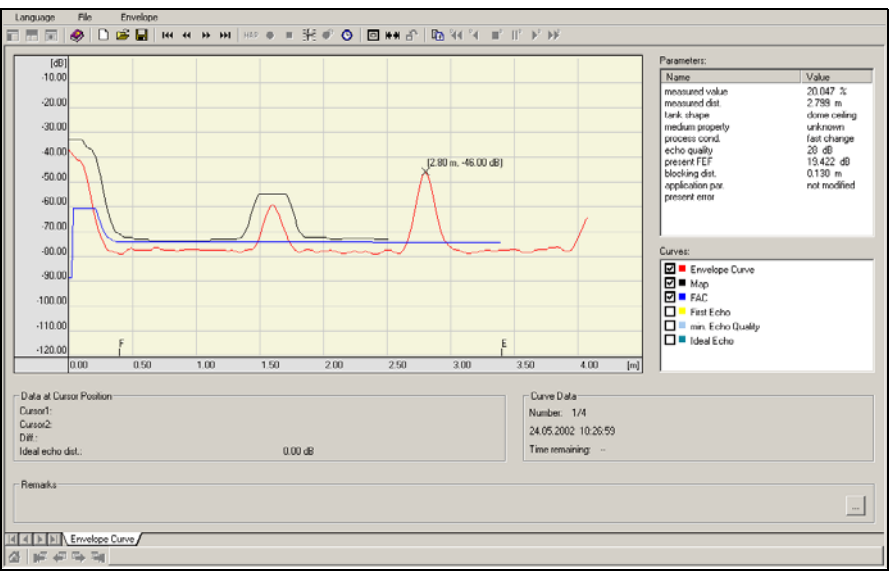 Language File Envelope
MAP
[dB]
-10.00
-20.00
-30.00
-40.00
-50.00
-60.00
-70.00
-80.00
-90.00
-100.00
-110.00
-120.00
[2.80 m, -46.00 dB]
F
E
0.00 0.50 1.00 1.50 2.00 2.50 3.00 3.50 4.00 [m]
Parameters:
Name Value
measured value 20.047 %
measured dist. 2.799 m
tank shape dome ceiling
medium property unknown
process cond. fast change
echo quality 28 dB
present FEF 19.422 dB
blocking dist. 0.130 m
application par. not modified
present error
Curves:
Envelope Curve
Map
FAC
First Echo
min. Echo Quality
Ideal Echo
Data at Cursor Position
Cursor1:
Cursor2:
Diff.:
Ideal echo dist.: 0.00 dB
Curve Data
Number: 1/4
24.05.2002 10:26:59
Time remaining: --
Remarks
...
Envelope Curve